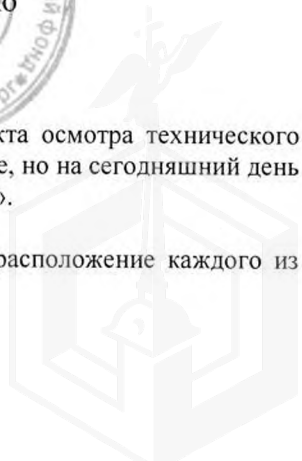 кта осмотра технического
е, но на сегодняшний день
».
расположение каждого из